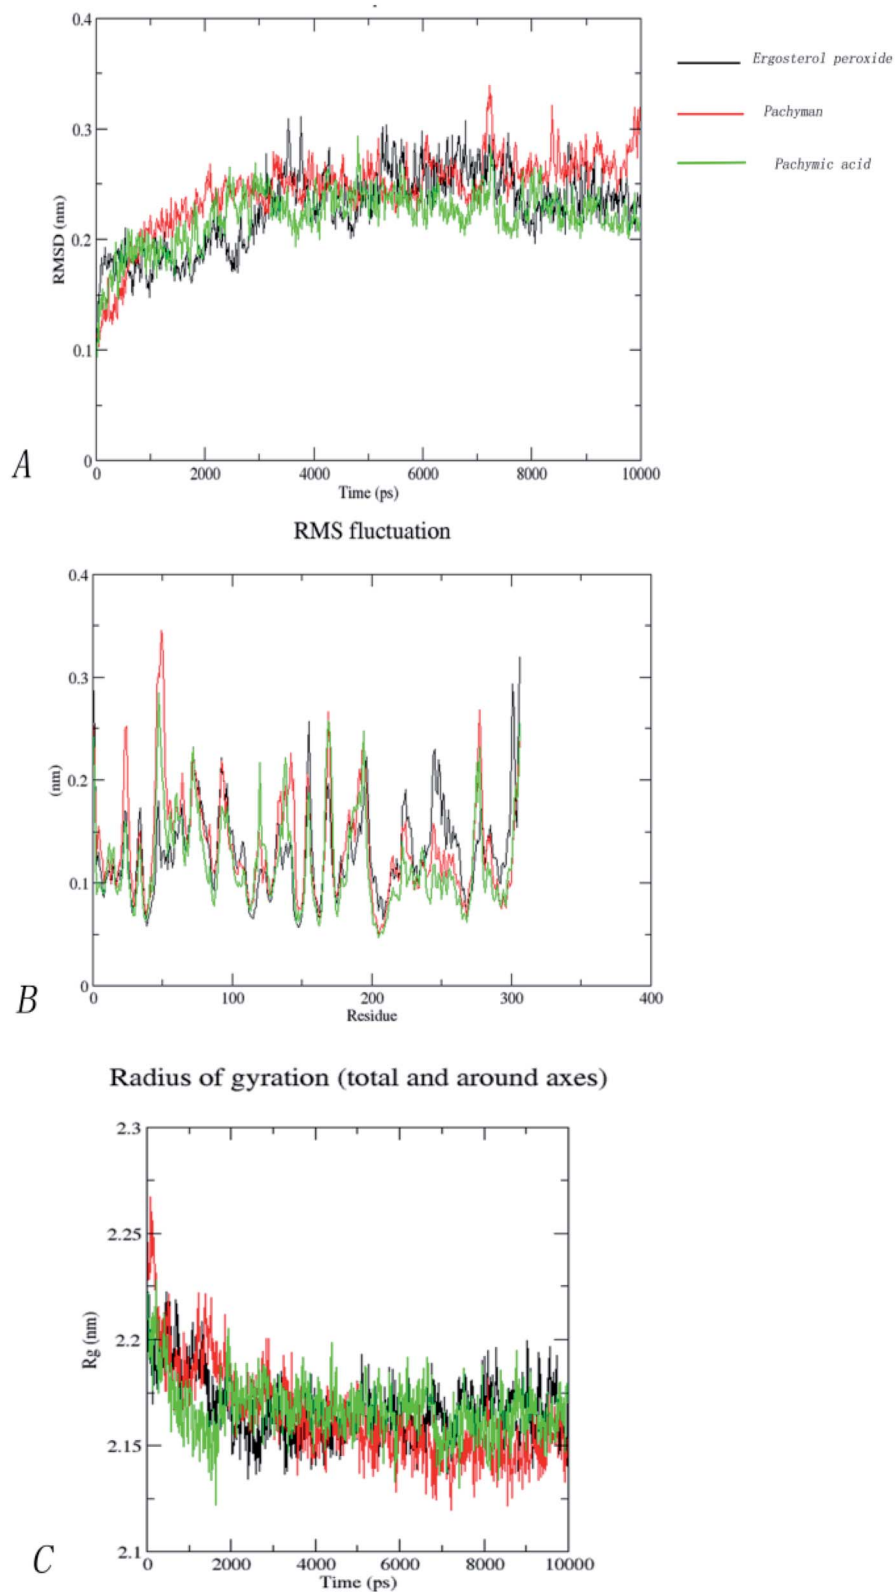 0.4
0.3
0.2
0.1
0
RMSD (nm)
0 2000 4000 6000 8000 10000
Time (ps)
A
Ergosterol peroxide
Pachyman
Pachymic acid
RMS fluctuation
0.4
0.3
0.2
0.1
0
(nm)
0 100 200 300 400
Residue
B
Radius of gyration (total and around axes)
2.3
2.25
2.2
2.15
2.1
Rg (nm)
0 2000 4000 6000 8000 10000
Time (ps)
C